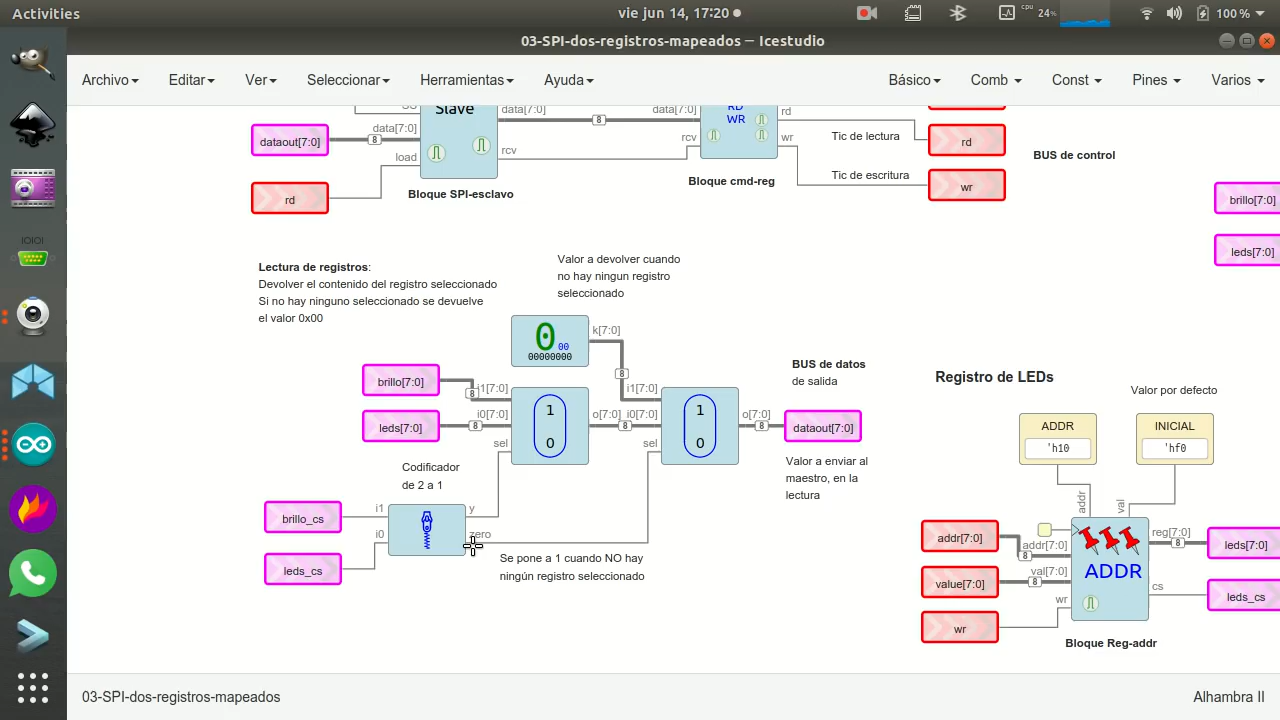 Activities
vie jun 14, 17:20
cpu
24%
100 %
03-SPI-dos-registros-mapeados — Icestudio
Archivo
Editar
Ver
Seleccionar
Herramientas
Ayuda
Básico
Comb
Const
Pines
Varios
Slave
data[7:0]
8
data[7:0]
RD
WR
rd
dataout[7:0]
data[7:0]
8
rcv
rcv
wr
Tic de lectura
rd
BUS de control
load
rd
Bloque SPI-esclavo
Bloque cmd-reg
Tic de escritura
wr
brillo[7:0]
leds[7:0]
Lectura de registros:
Devolver el contenido del registro seleccionado
Si no hay ninguno seleccionado se devuelve
el valor 0x00
Valor a devolver cuando
no hay ningun registro
seleccionado
0
00
00000000
k[7:0]
8
brillo[7:0]
8
i1[7:0]
leds[7:0]
8
i0[7:0]
sel
1
0
o[7:0]
8
i1[7:0]
i0[7:0]
sel
1
0
o[7:0]
8
BUS de datos
de salida
dataout[7:0]
Valor a enviar al
maestro, en la
lectura
Codificador
de 2 a 1
brillo_cs
leds_cs
i1
i0
y
zero
Se pone a 1 cuando NO hay
ningún registro seleccionado
Registro de LEDs
Valor por defecto
ADDR
'h10
INICIAL
'hf0
addr
val
addr[7:0]
8
addr[7:0]
value[7:0]
8
val[7:0]
wr
wr
ADDR
reg[7:0]
8
cs
leds[7:0]
leds_cs
Bloque Reg-addr
03-SPI-dos-registros-mapeados
Alhambra II